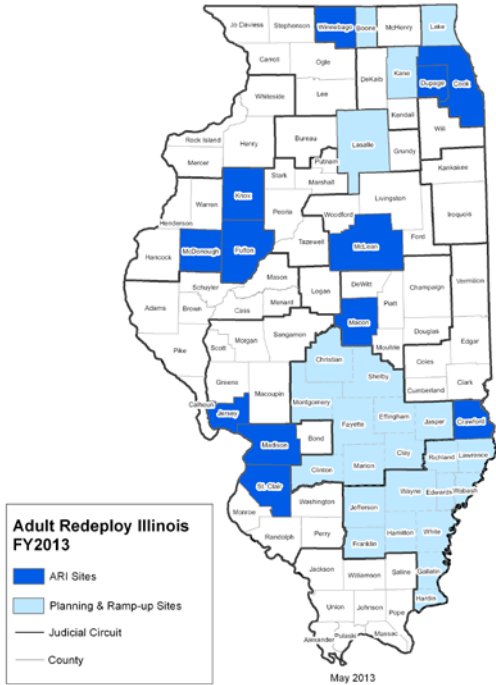 Jo Daviess
Stephenson
Winnebago
Boone
McHenry
Lake
Carroll
Ogle
DeKalb
Kane
Dupage
Cook
Whiteside
Lee
Kendall
Will
Rock Island
Henry
Bureau
Lasalle
Grundy
Mercer
Putnam
Kankakee
Stark
Marshall
Knox
Livingston
Warren
Peoria
Woodford
Iroquois
Henderson
Ford
Tazewell
McLean
Hancock
McDonough
Fulton
Mason
Logan
DeWitt
Champaign
Vermilion
Schuyler
Adams
Brown
Cass
Menard
Macon
Piatt
Douglas
Edgar
Morgan
Sangamon
Moultrie
Scott
Pike
Christian
Coles
Shelby
Greene
Cumberland
Clark
Macoupin
Montgomery
Calhoun
Jersey
Fayette
Effingham
Jasper
Crawford
Madison
Bond
Clay
Richland
Lawrence
Clinton
Marion
St. Clair
Wayne
Edwards
Wabash
Washington
Jefferson
Monroe
Randolph
Perry
Hamilton
White
Franklin
Jackson
Williamson
Saline
Gallatin
Hardin
Union
Johnson
Pope
Alexander
Pulaski
Massac
Adult Redeploy Illinois
FY2013
ARI Sites
Planning & Ramp-up Sites
Judicial Circuit
County
May 2013